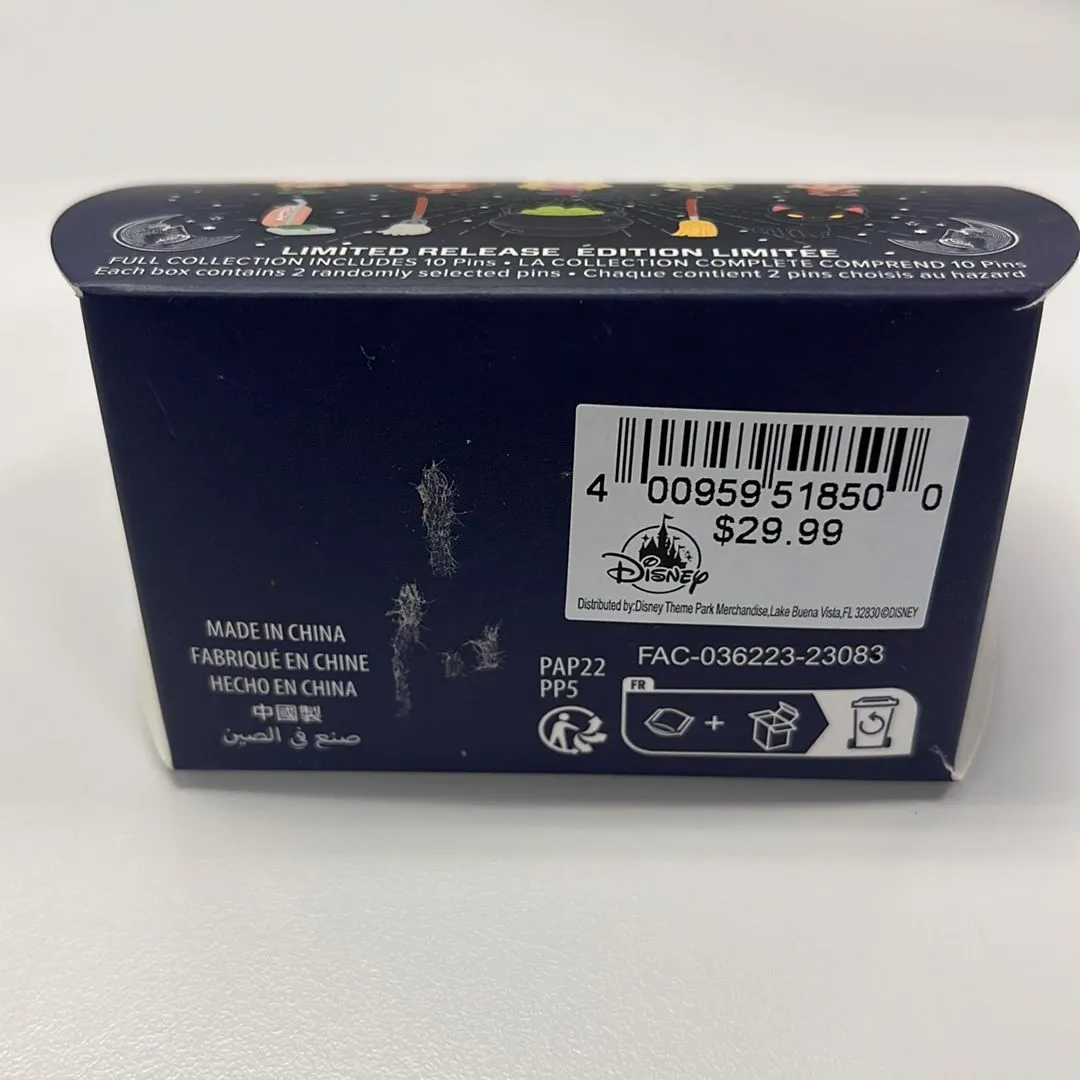 LIMITED RELEASE ÉDITION LIMITÉE
FULL COLLECTION INCLUDES 10 Pins • LA COLLECTION COMPLÈTE COMPREND 10 Pins
Each box contains 2 randomly selected pins • Chaque contient 2 pins choisis au hazard
4 00959 51850 0
$29.99
Disney
Distributed by:Disney Theme Park Merchandise,Lake Buena Vista,FL 32830©DISNEY
MADE IN CHINA
FABRIQUÉ EN CHINE
HECHO EN CHINA
中國製
صنع في الصين
PAP22
PP5
FAC-036223-23083
FR
+